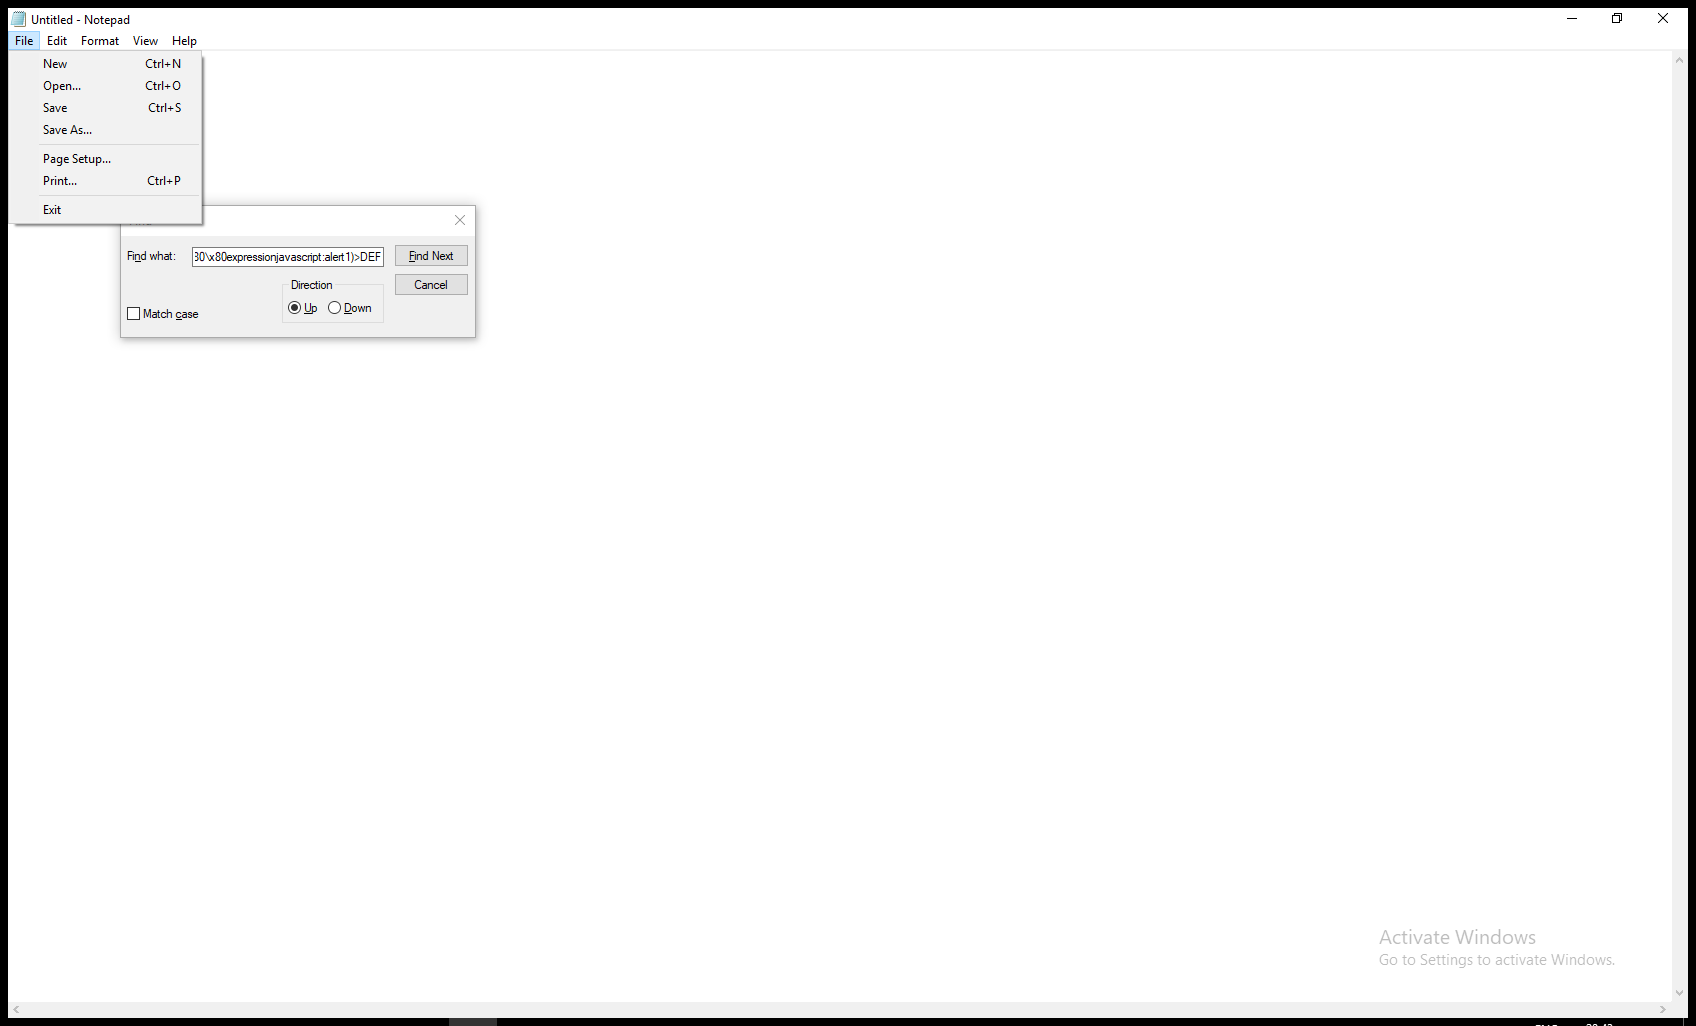 Untitled - Notepad
File Edit Format View Help
New Ctrl+N
Open... Ctrl+O
Save Ctrl+S
Save As...
Page Setup...
Print... Ctrl+P
Exit
Find what: 30\x80expressionjavascript:alert1)>DEF Find Next
Direction Cancel
Up Down
Match case
Activate Windows
Go to Settings to activate Windows.